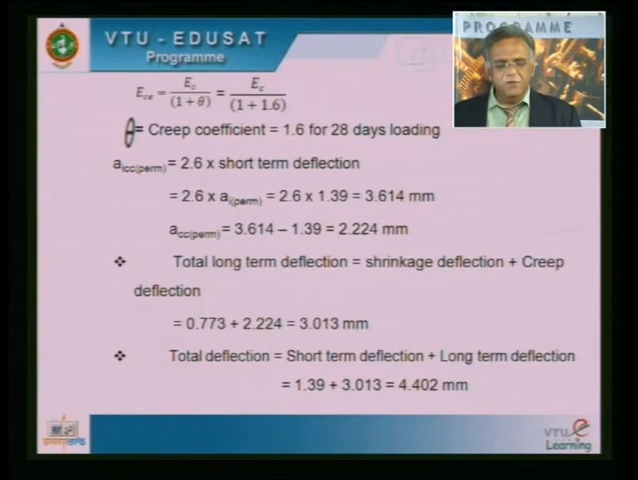 VTU - EDUSAT
Programme
PROGRAMME
E_ce = E_c / (1 + θ) = E_c / (1 + 1.6)
θ = Creep coefficient = 1.6 for 28 days loading
a_icc(perm) = 2.6 x short term deflection
= 2.6 x a_i(perm) = 2.6 x 1.39 = 3.614 mm
a_cc(perm) = 3.614 – 1.39 = 2.224 mm
❖ Total long term deflection = shrinkage deflection + Creep
deflection
= 0.773 + 2.224 = 3.013 mm
❖ Total deflection = Short term deflection + Long term deflection
= 1.39 + 3.013 = 4.402 mm
VTU e
Learning